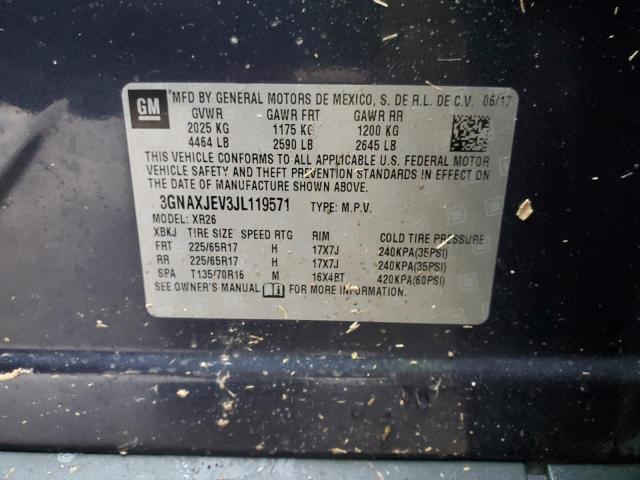 GM
MFD BY GENERAL MOTORS DE MEXICO, S. DE R.L. DE C.V. 06/17
GVWR GAWR FRT GAWR RR
2025 KG 1175 KG 1200 KG
4464 LB 2590 LB 2645 LB
THIS VEHICLE CONFORMS TO ALL APPLICABLE U.S. FEDERAL MOTOR
VEHICLE SAFETY AND THEFT PREVENTION STANDARDS IN EFFECT ON
THE DATE OF MANUFACTURE SHOWN ABOVE.
3GNAXJEV3JL119571 TYPE: M.P.V.
MODEL: XR26
XBKJ TIRE SIZE SPEED RTG RIM COLD TIRE PRESSURE
FRT 225/65R17 H 17X7J 240KPA(35PSI)
RR 225/65R17 H 17X7J 240KPA(35PSI)
SPA T135/70R16 M 16X4BT 420KPA(60PSI)
SEE OWNER'S MANUAL FOR MORE INFORMATION.